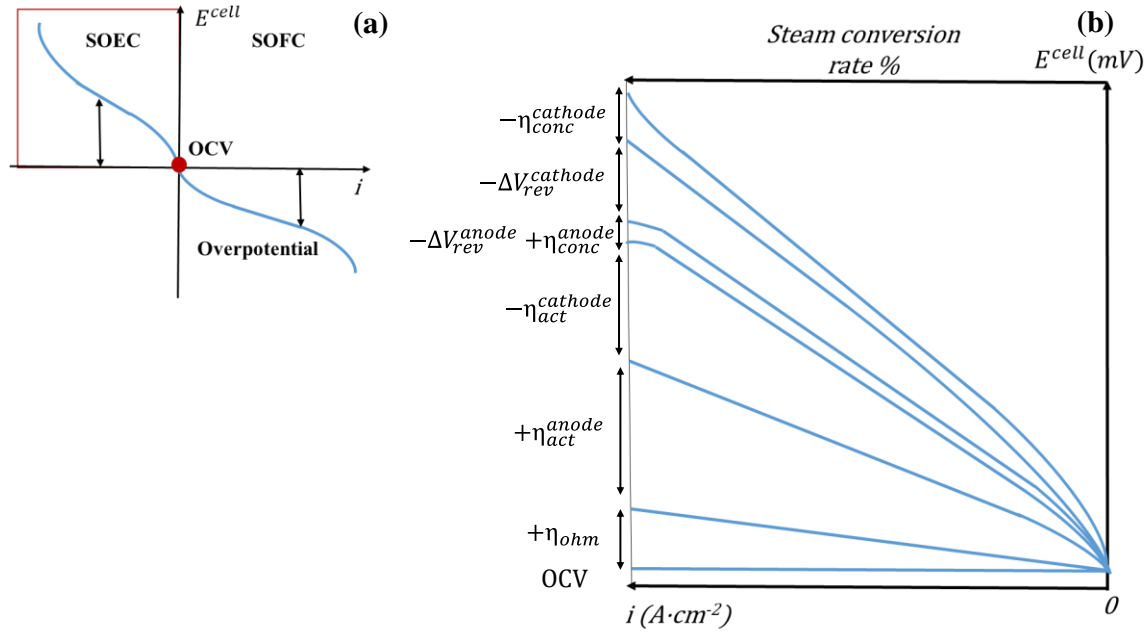 E^cell
(a)
SOEC
SOFC
OCV
i
Overpotential
(b)
Steam conversion
rate %
E^cell (mV)
−η_conc^cathode
−ΔV_rev^cathode
−ΔV_rev^anode +η_conc^anode
−η_act^cathode
+η_act^anode
+η_ohm
OCV
i (A·cm⁻²)
0